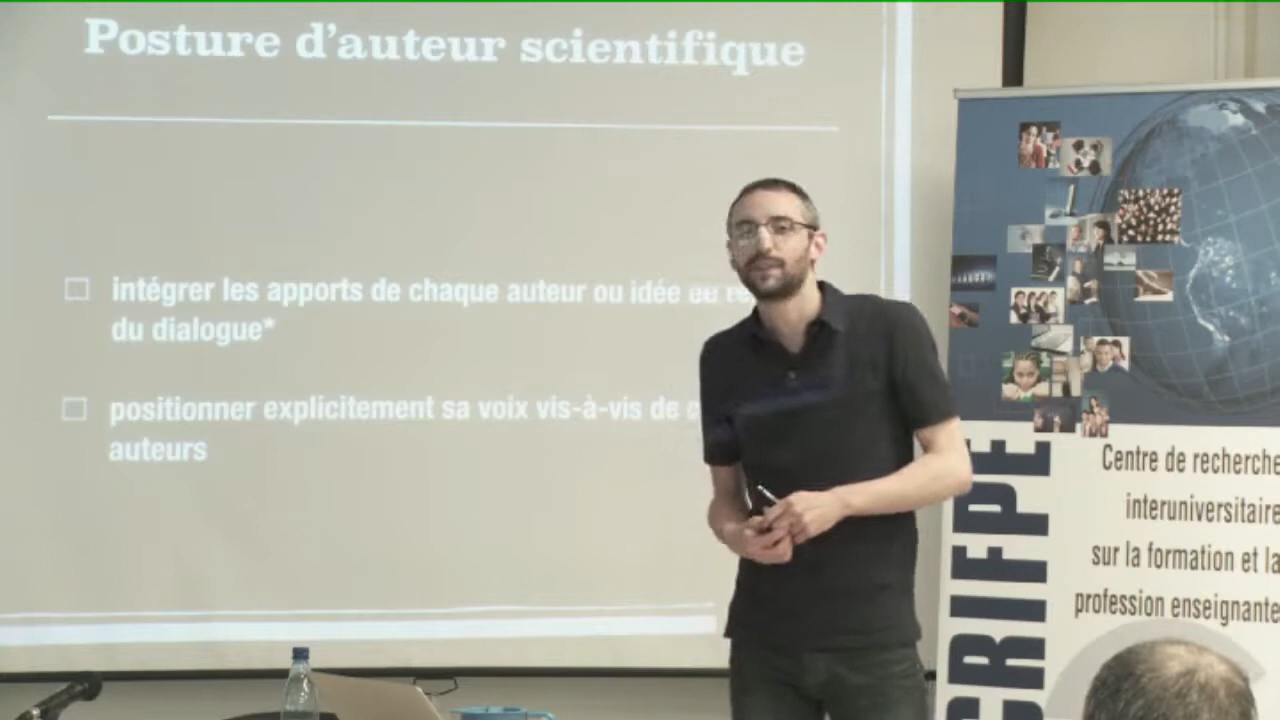 Posture d'auteur scientifique
intégrer les apports de chaque auteur ou idée
du dialogue*
positionner explicitement sa voix vis-à-vis de
auteurs
CRIFPE
Centre de recherche
interuniversitaire
sur la formation et la
profession enseignante